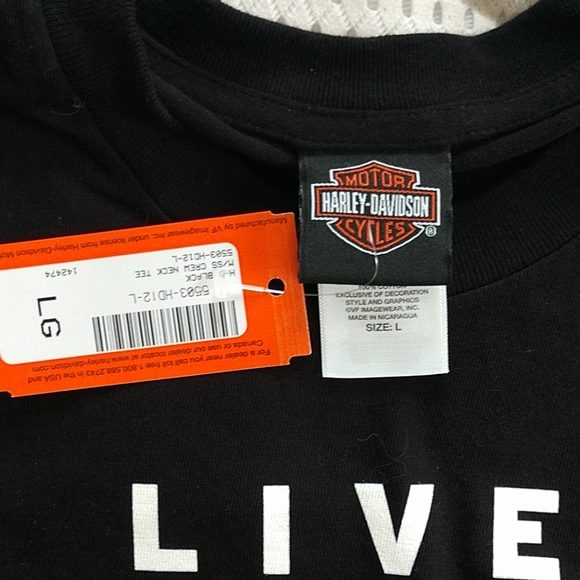 MOTOR
HARLEY-DAVIDSON
CYCLES
®
100% COTTON
EXCLUSIVE OF DECORATION
STYLE AND GRAPHICS
©VF IMAGEWEAR, INC.
MADE IN NICARAGUA
SIZE: L
For a dealer near you call toll free 1.800.588.2743 in the USA and
Canada or use our dealer locator at www.harley-davidson.com
LG
5503-HD12-L
BLACK
M/SS CREW NECK TEE
5503-HD12-L
142474
Manufactured by VF Imagewear Inc. under license from Harley-Davidson
LIVE